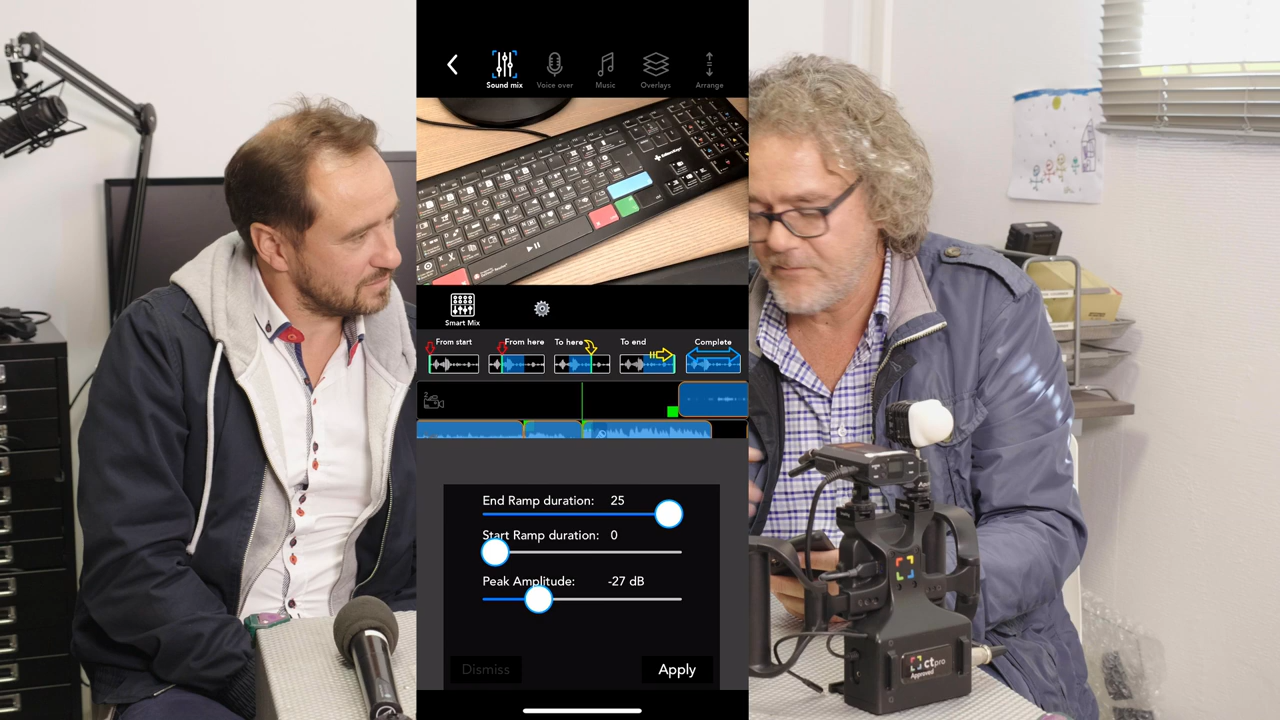 Sound mix
Voice over
Music
Overlays
Arrange
Smart Mix
From start
From here
To here
To end
Complete
End Ramp duration: 25
Start Ramp duration: 0
Peak Amplitude: -27 dB
Dismiss
Apply
ctpro
Approved